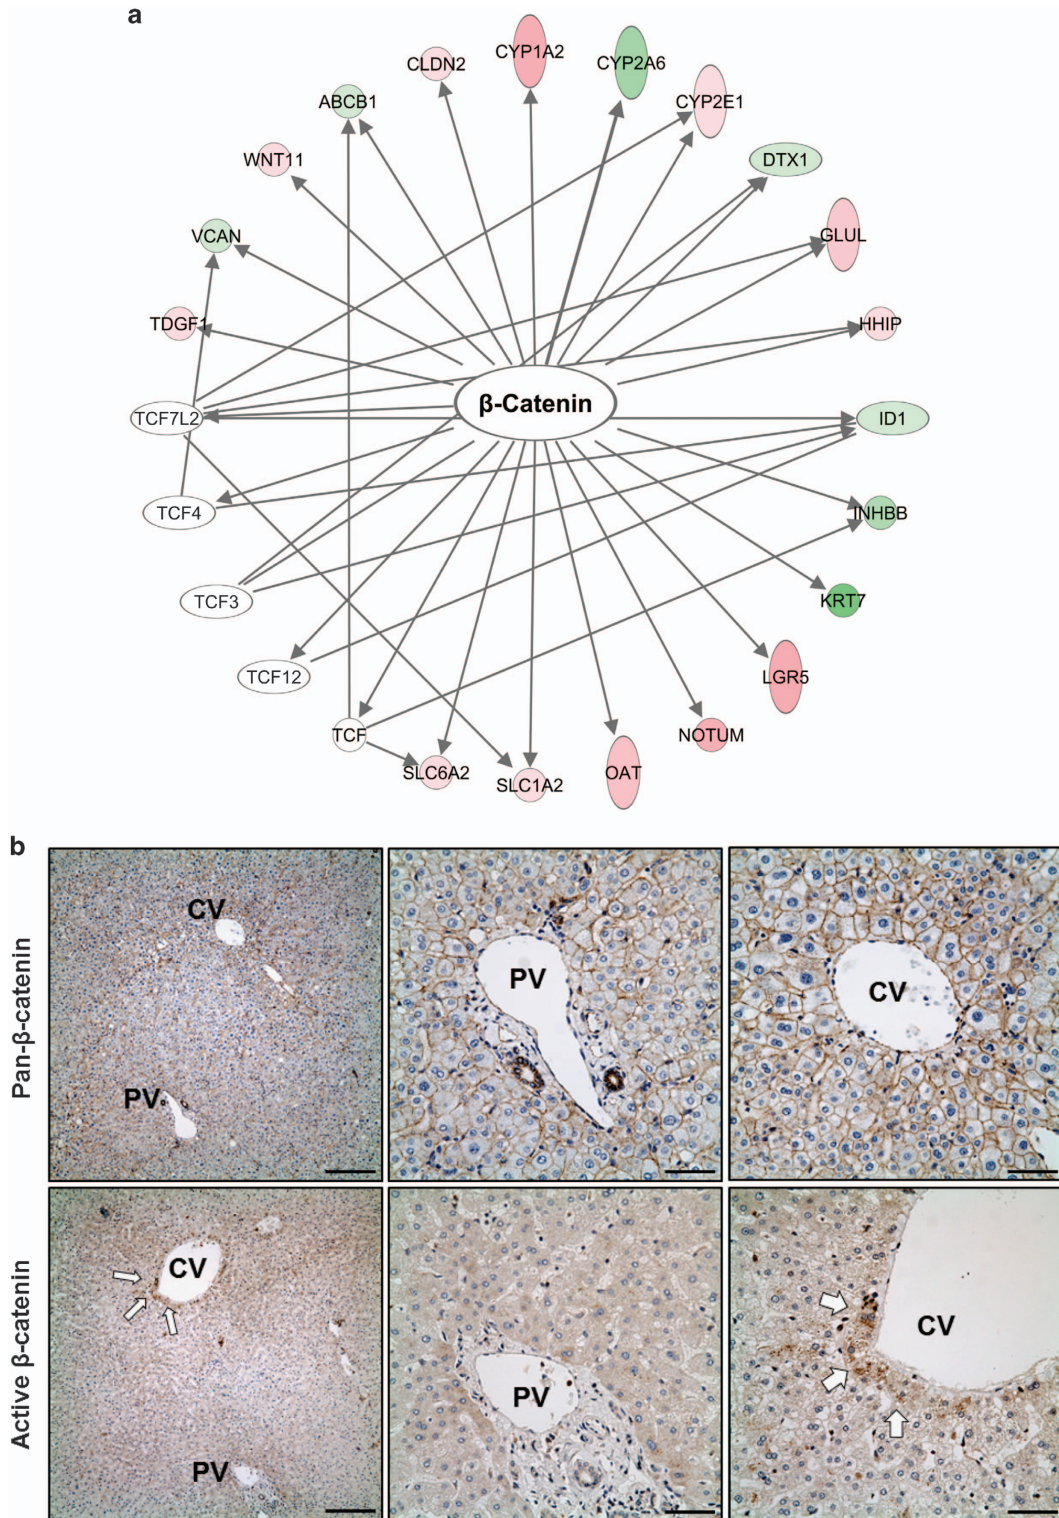 a
CYP1A2
CYP2A6
CLDN2
CYP2E1
ABCB1
DTX1
WNT11
GLUL
VCAN
HHIP
TDGF1
β-Catenin
TCF7L2
ID1
TCF4
INHBB
TCF3
KRT7
TCF12
LGR5
TCF
NOTUM
SLC6A2
SLC1A2
OAT
b
Pan-β-catenin
CV
PV
PV
CV
Active β-catenin
CV
PV
PV
CV